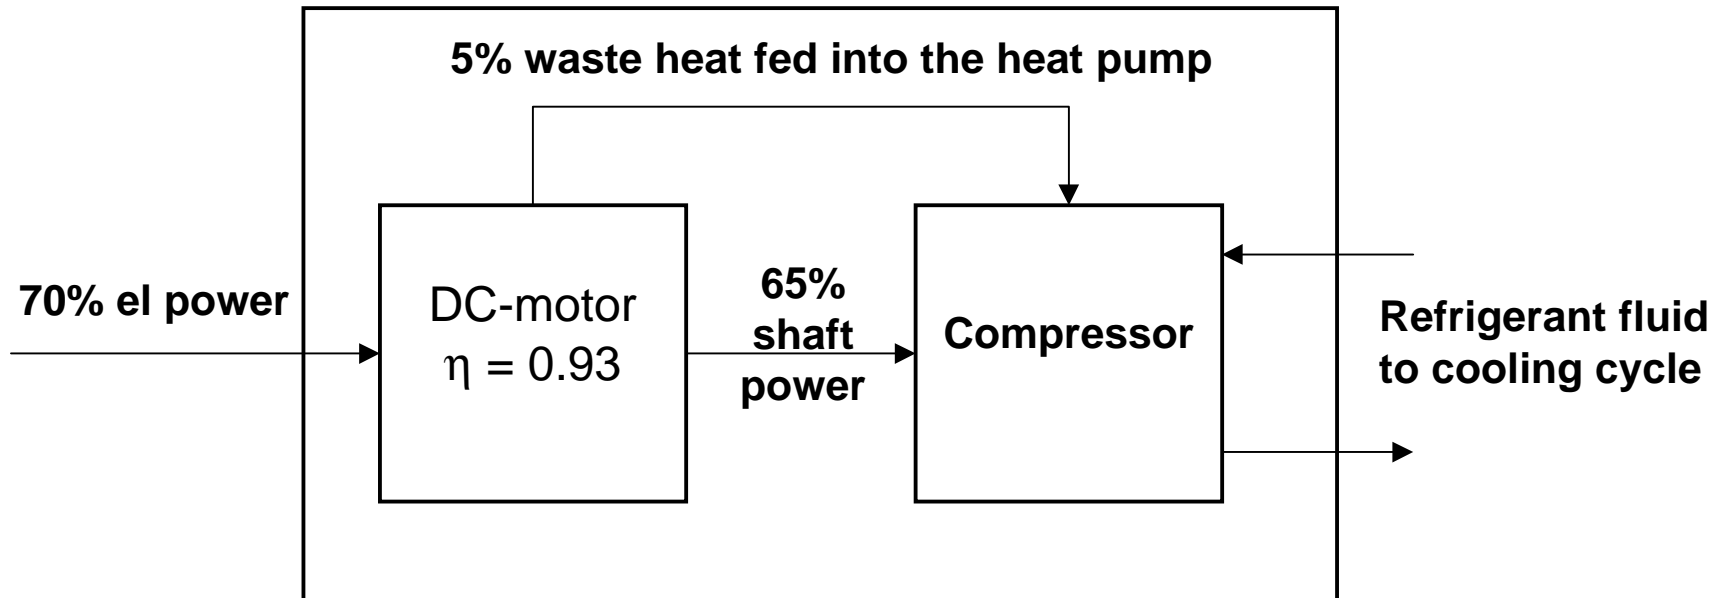 5% waste heat fed into the heat pump
70% el power
DC-motor
η = 0.93
65%
shaft
power
Compressor
Refrigerant fluid
to cooling cycle